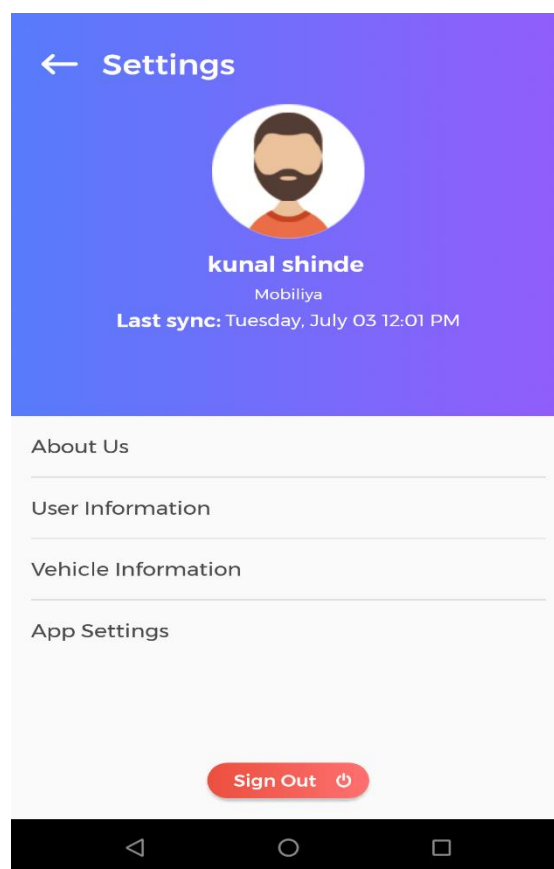 Settings
kunal shinde
Mobiliya
Last sync: Tuesday, July 03 12:01 PM
About Us
User Information
Vehicle Information
App Settings
Sign Out